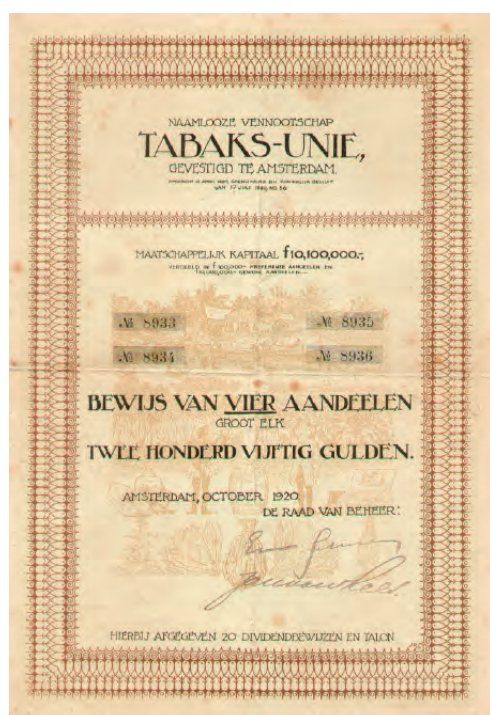 NAAMLOOZE VENNOOTSCHAP
TABAKS-UNIE,
GEVESTIGD TE AMSTERDAM.
MAATSCHAPPELIJK KAPITAAL f10,100,000.-,
№ 8933 № 8935
№ 8934 № 8936
BEWIJS VAN VIER AANDEELEN
GROOT ELK
TWEE HONDERD VIJFTIG GULDEN.
AMSTERDAM, OCTOBER 1920.
DE RAAD VAN BEHEER:
HIERBIJ AFGEGEVEN 20 DIVIDENDBEWIJZEN EN TALON